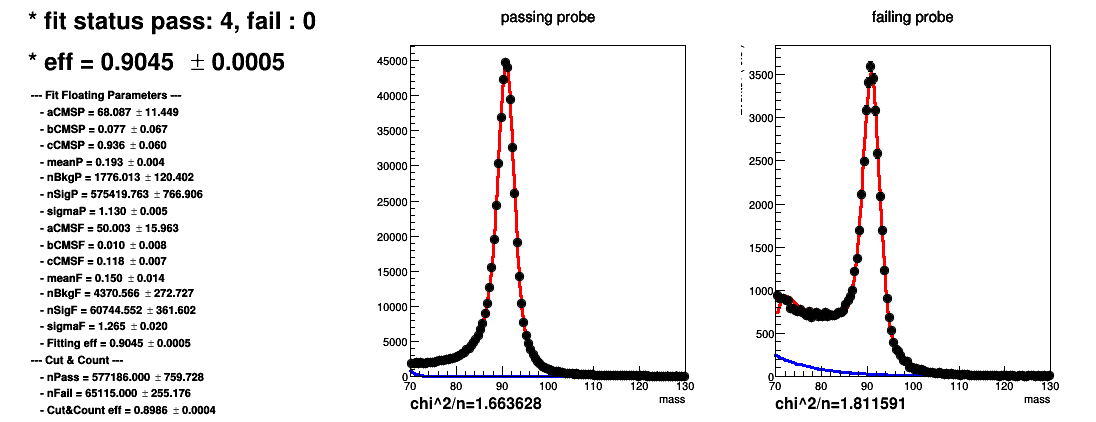 * fit status pass: 4, fail : 0
* eff = 0.9045 ± 0.0005
--- Fit Floating Parameters ---
- aCMSP = 68.087 ± 11.449
- bCMSP = 0.077 ± 0.067
- cCMSP = 0.936 ± 0.060
- meanP = 0.193 ± 0.004
- nBkgP = 1776.013 ± 120.402
- nSigP = 575419.763 ± 766.906
- sigmaP = 1.130 ± 0.005
- aCMSF = 50.003 ± 15.963
- bCMSF = 0.010 ± 0.008
- cCMSF = 0.118 ± 0.007
- meanF = 0.150 ± 0.014
- nBkgF = 4370.566 ± 272.727
- nSigF = 60744.552 ± 361.602
- sigmaF = 1.265 ± 0.020
- Fitting eff = 0.9045 ± 0.0005
--- Cut & Count ---
- nPass = 577186.000 ± 759.728
- nFail = 65115.000 ± 255.176
- Cut&Count eff = 0.8986 ± 0.0004
passing probe
45000
40000
35000
30000
25000
20000
15000
10000
5000
0
70 80 90 100 110 120 130
mass
chi^2/n=1.663628
failing probe
3500
3000
2500
2000
1500
1000
500
0
70 80 90 100 110 120 130
mass
chi^2/n=1.811591